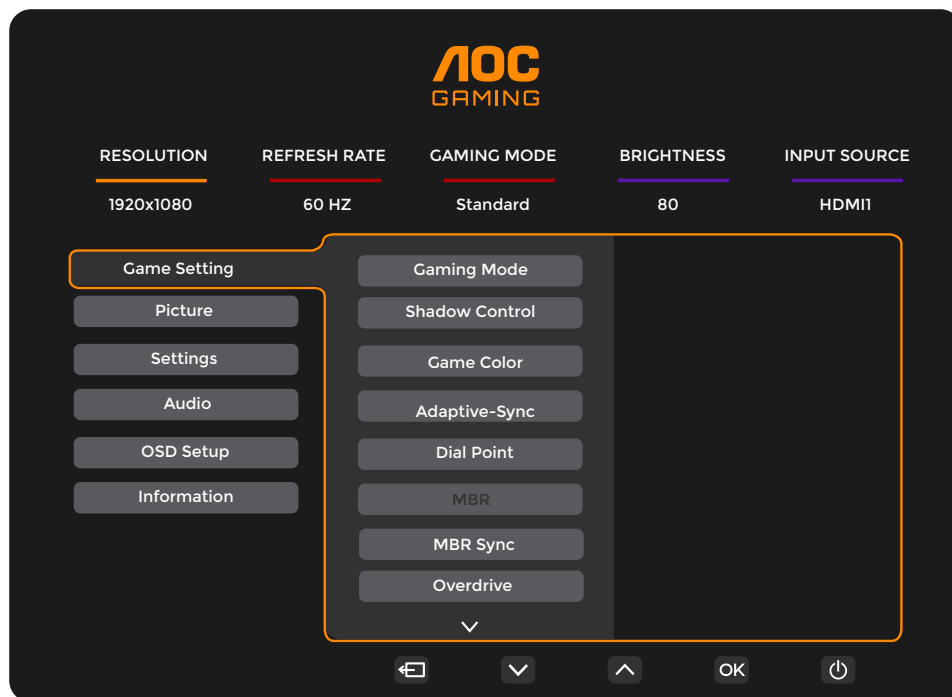 AOC
GAMING
RESOLUTION REFRESH RATE GAMING MODE BRIGHTNESS INPUT SOURCE
1920x1080 60 HZ Standard 80 HDMI1
Game Setting
Picture
Settings
Audio
OSD Setup
Information
Gaming Mode
Shadow Control
Game Color
Adaptive-Sync
Dial Point
MBR
MBR Sync
Overdrive
OK